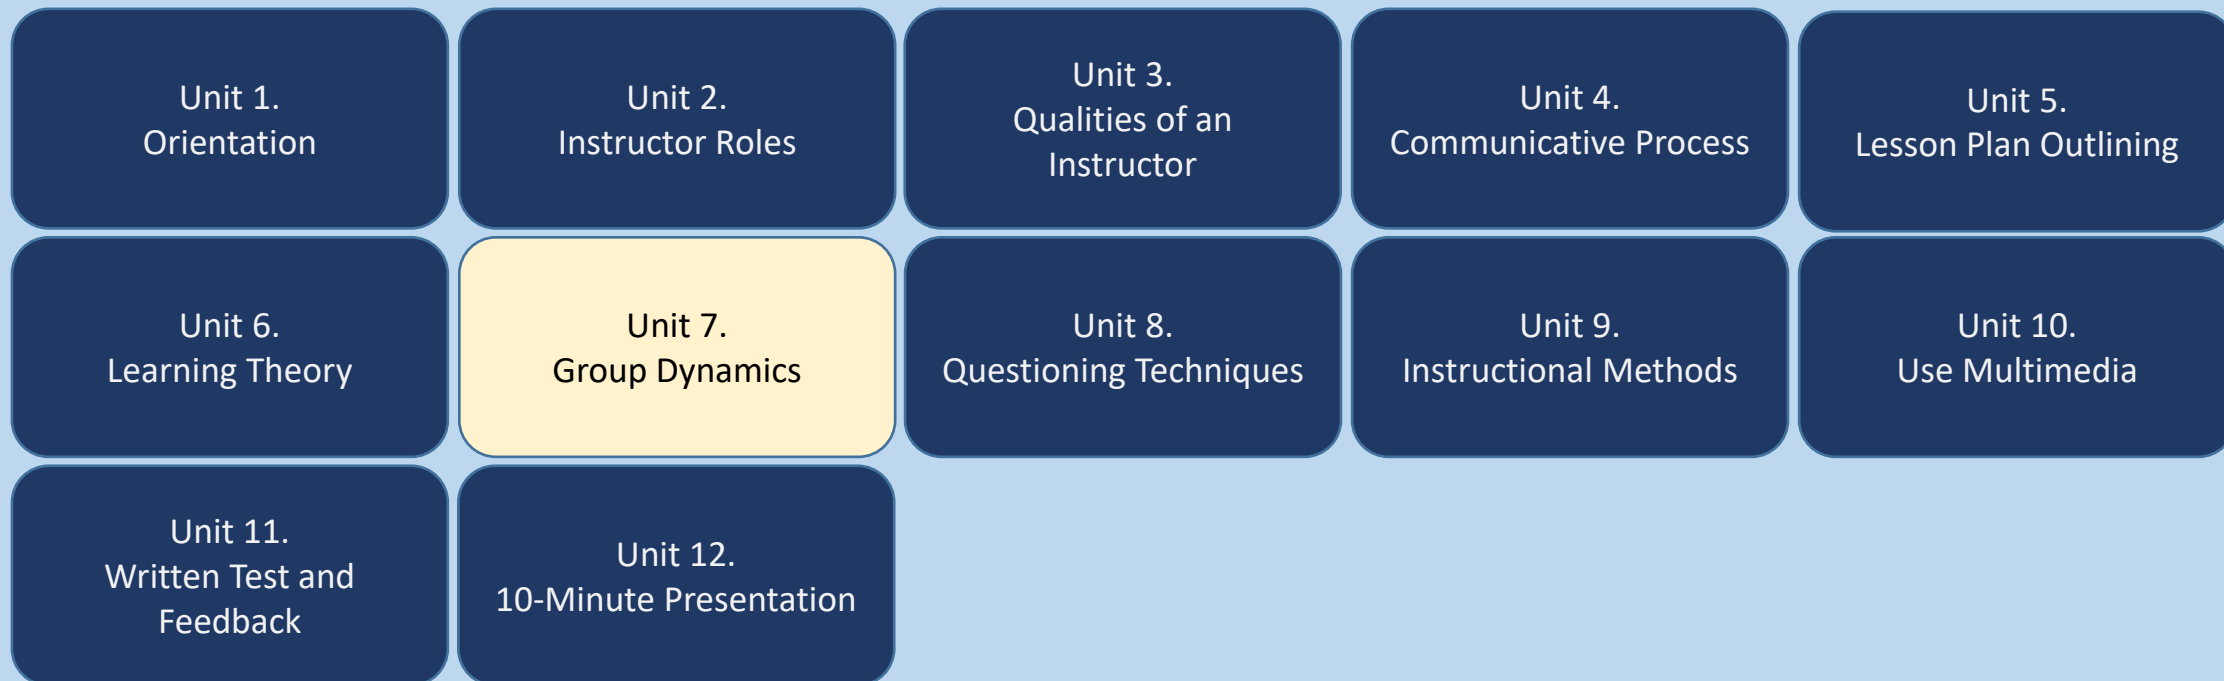 Unit 1.
Orientation
Unit 2.
Instructor Roles
Unit 3.
Qualities of an
Instructor
Unit 4.
Communicative Process
Unit 5.
Lesson Plan Outlining
Unit 6.
Learning Theory
Unit 7.
Group Dynamics
Unit 8.
Questioning Techniques
Unit 9.
Instructional Methods
Unit 10.
Use Multimedia
Unit 11.
Written Test and
Feedback
Unit 12.
10-Minute Presentation